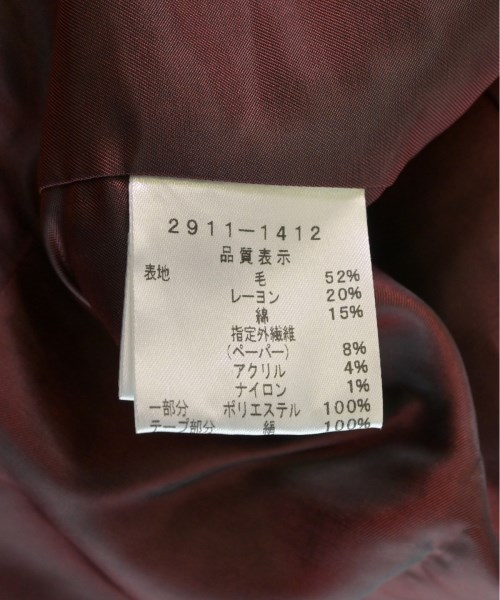 2911-1412
品質表示
表地 毛 52%
レーヨン 20%
綿 15%
指定外繊維
(ペーパー) 8%
アクリル 4%
ナイロン 1%
一部分 ポリエステル 100%
テープ部分 絹 100%